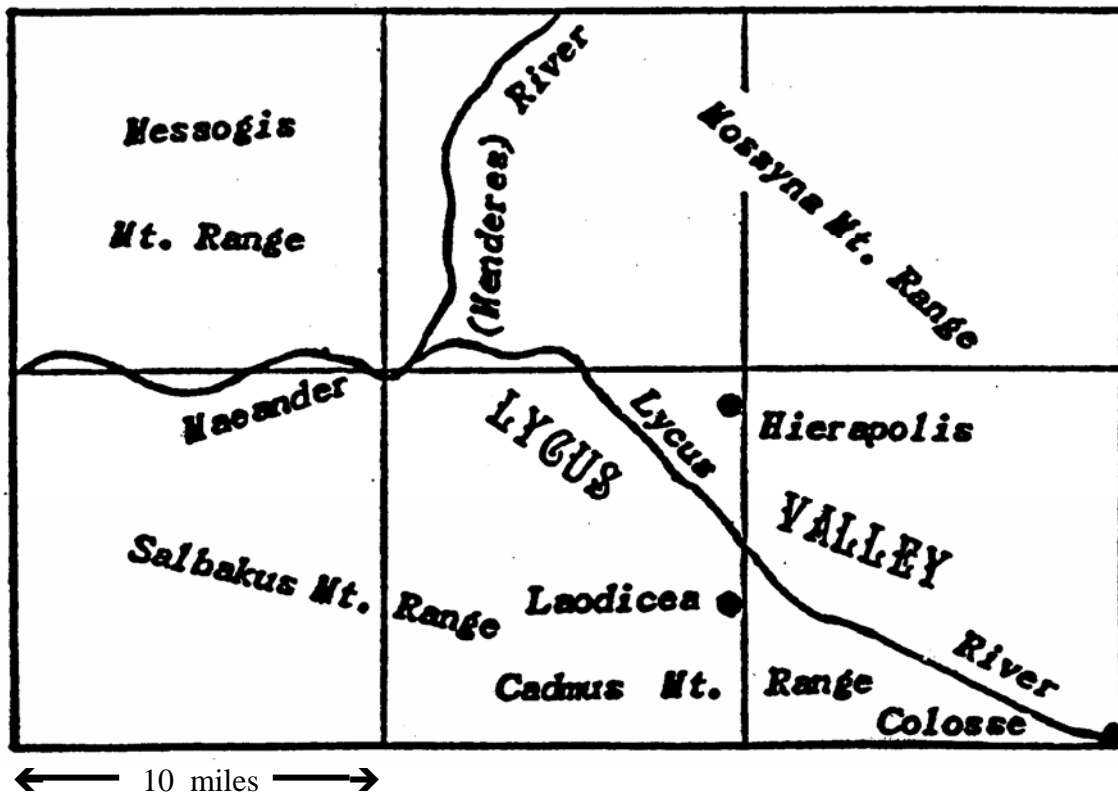 Messogis
Mt. Range
(Menderes) River
Mossyna Mt. Range
Maeander
LYCUS
Lycus
Hierapolis
VALLEY
Salbakus Mt. Range
Laodicea
River
Cadmus Mt. Range
Colosse
10 miles